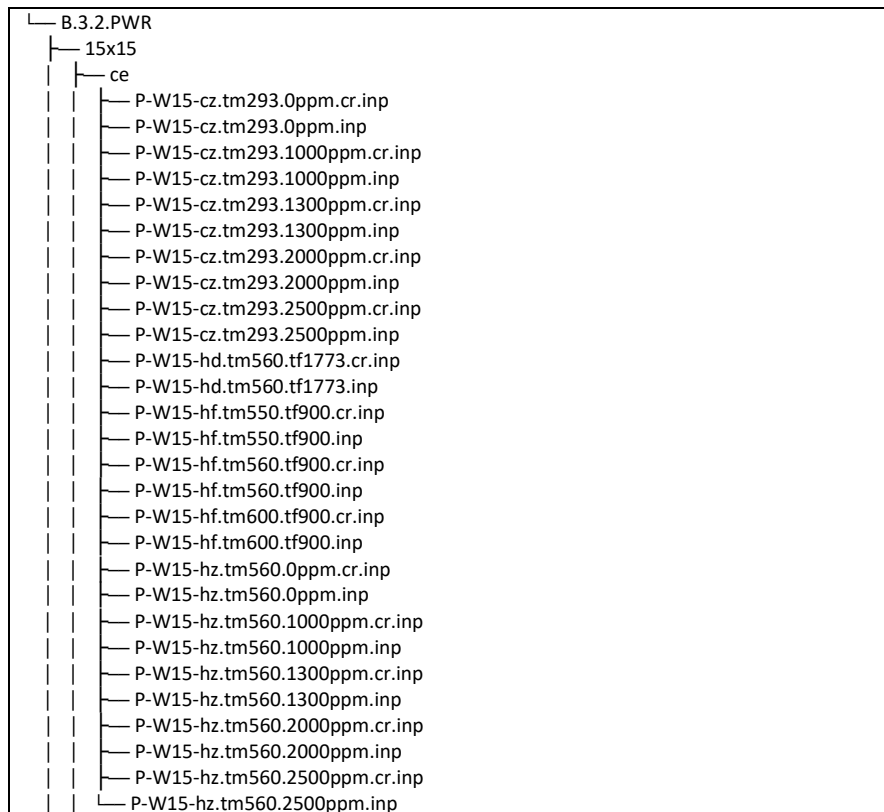 └── B.3.2.PWR
├── 15x15
│ ├── ce
│ │ ├── P-W15-cz.tm293.0ppm.cr.inp
│ │ ├── P-W15-cz.tm293.0ppm.inp
│ │ ├── P-W15-cz.tm293.1000ppm.cr.inp
│ │ ├── P-W15-cz.tm293.1000ppm.inp
│ │ ├── P-W15-cz.tm293.1300ppm.cr.inp
│ │ ├── P-W15-cz.tm293.1300ppm.inp
│ │ ├── P-W15-cz.tm293.2000ppm.cr.inp
│ │ ├── P-W15-cz.tm293.2000ppm.inp
│ │ ├── P-W15-cz.tm293.2500ppm.cr.inp
│ │ ├── P-W15-cz.tm293.2500ppm.inp
│ │ ├── P-W15-hd.tm560.tf1773.cr.inp
│ │ ├── P-W15-hd.tm560.tf1773.inp
│ │ ├── P-W15-hf.tm550.tf900.cr.inp
│ │ ├── P-W15-hf.tm550.tf900.inp
│ │ ├── P-W15-hf.tm560.tf900.cr.inp
│ │ ├── P-W15-hf.tm560.tf900.inp
│ │ ├── P-W15-hf.tm600.tf900.cr.inp
│ │ ├── P-W15-hf.tm600.tf900.inp
│ │ ├── P-W15-hz.tm560.0ppm.cr.inp
│ │ ├── P-W15-hz.tm560.0ppm.inp
│ │ ├── P-W15-hz.tm560.1000ppm.cr.inp
│ │ ├── P-W15-hz.tm560.1000ppm.inp
│ │ ├── P-W15-hz.tm560.1300ppm.cr.inp
│ │ ├── P-W15-hz.tm560.1300ppm.inp
│ │ ├── P-W15-hz.tm560.2000ppm.cr.inp
│ │ ├── P-W15-hz.tm560.2000ppm.inp
│ │ ├── P-W15-hz.tm560.2500ppm.cr.inp
│ │ └── P-W15-hz.tm560.2500ppm.inp